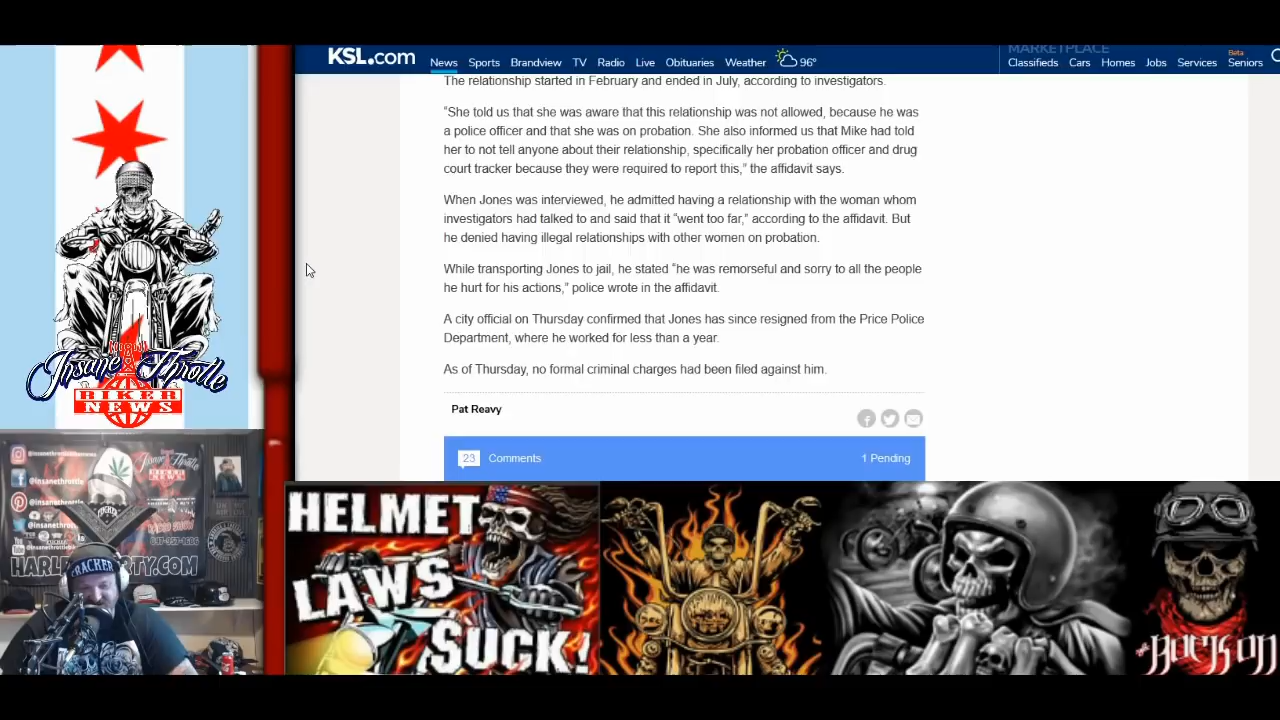 MARKETPLACE
KSL.com
News Sports Brandview TV Radio Live Obituaries Weather 96° Classifieds Cars Homes Jobs Services Beta Seniors
The relationship started in February and ended in July, according to investigators.
“She told us that she was aware that this relationship was not allowed, because he was
a police officer and that she was on probation. She also informed us that Mike had told
her to not tell anyone about their relationship, specifically her probation officer and drug
court tracker because they were required to report this,” the affidavit says.
When Jones was interviewed, he admitted having a relationship with the woman whom
investigators had talked to and said that it “went too far,” according to the affidavit. But
he denied having illegal relationships with other women on probation.
While transporting Jones to jail, he stated “he was remorseful and sorry to all the people
he hurt for his actions,” police wrote in the affidavit.
A city official on Thursday confirmed that Jones has since resigned from the Price Police
Department, where he worked for less than a year.
As of Thursday, no formal criminal charges had been filed against him.
Pat Reavy
23 Comments 1 Pending
Insane Throttle
BIKER
NEWS
@insanethrottle
HELMET
LAWS
SUCK!
ROCK ON